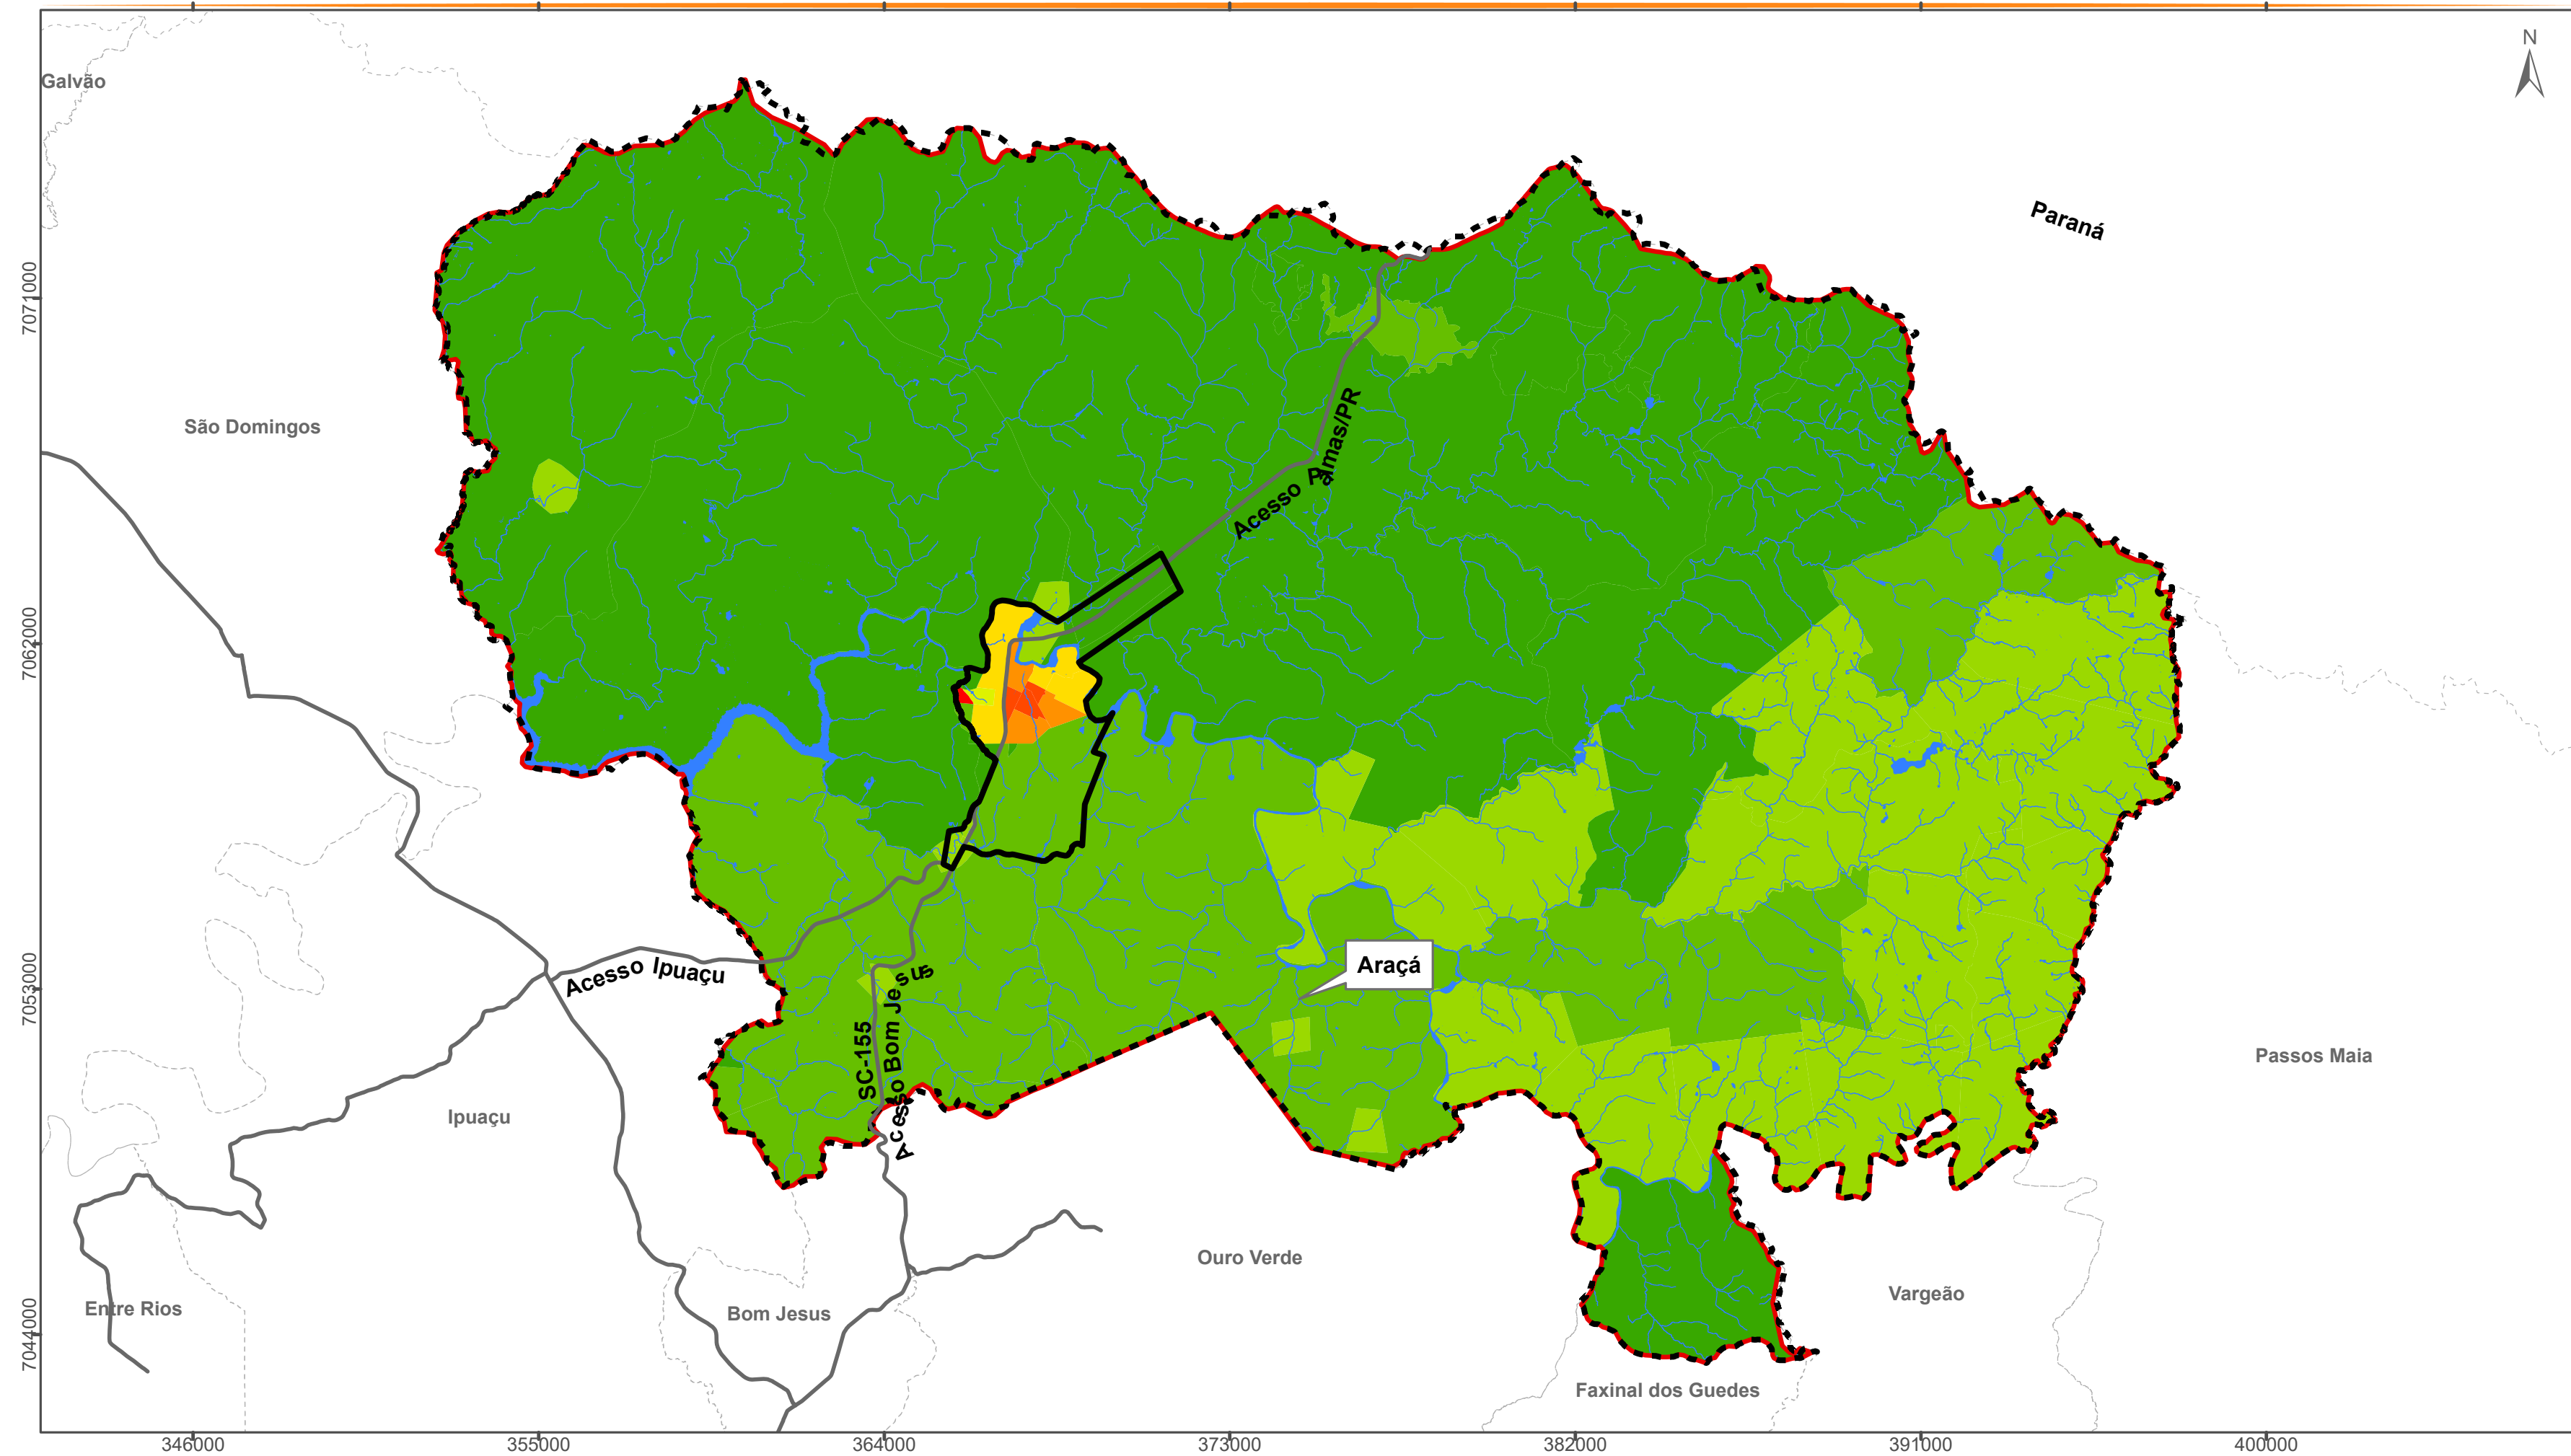 N
Galvão
Paraná
7071000
São Domingos
Acesso Palmas/PR
7062000
Araçá
Acesso Ipuaçu
Acesso Bom Jesus
SC-155
7053000
Passos Maia
Ipuaçu
Ouro Verde
Vargeão
Entre Rios
Bom Jesus
7044000
Faxinal dos Guedes
346000 355000 364000 373000 382000 391000 400000